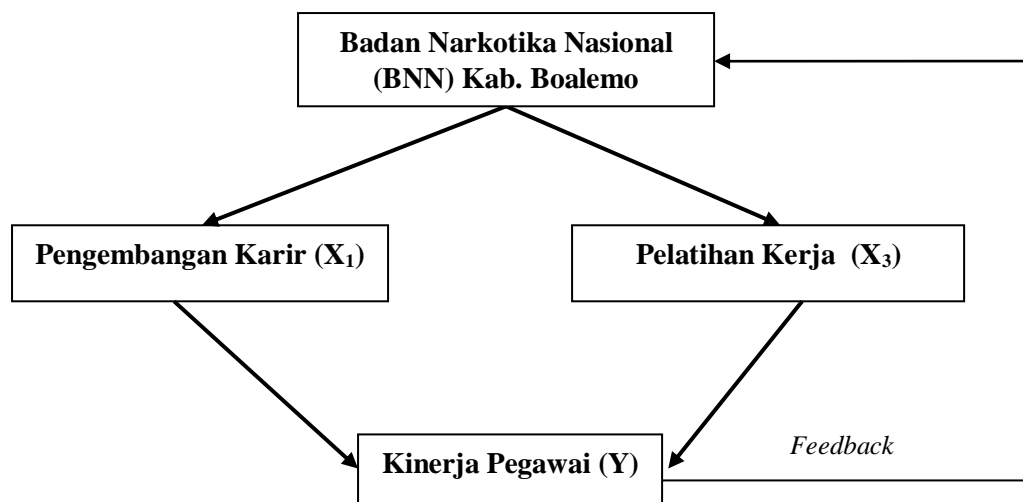 Badan Narkotika Nasional
(BNN) Kab. Boalemo
Pengembangan Karir (X₁)
Pelatihan Kerja (X₃)
Kinerja Pegawai (Y)
Feedback